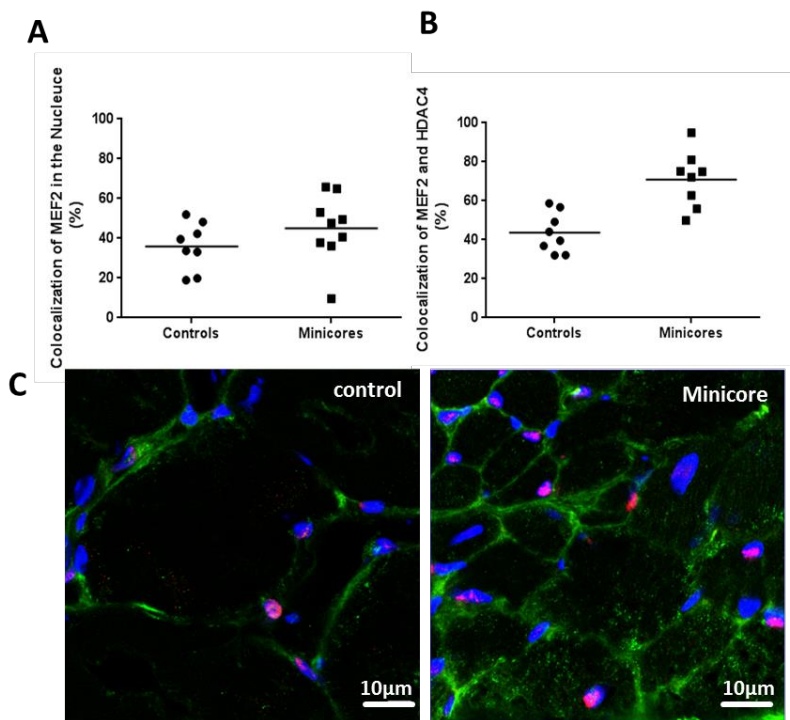 A
Colocalization of MEF2 in the Nucleuce
(%)
100
80
60
40
20
0
Controls
Minicores
B
Colocalization of MEF2 and HDAC4
(%)
100
80
60
40
20
0
Controls
Minicores
C
control
10µm
Minicore
10µm